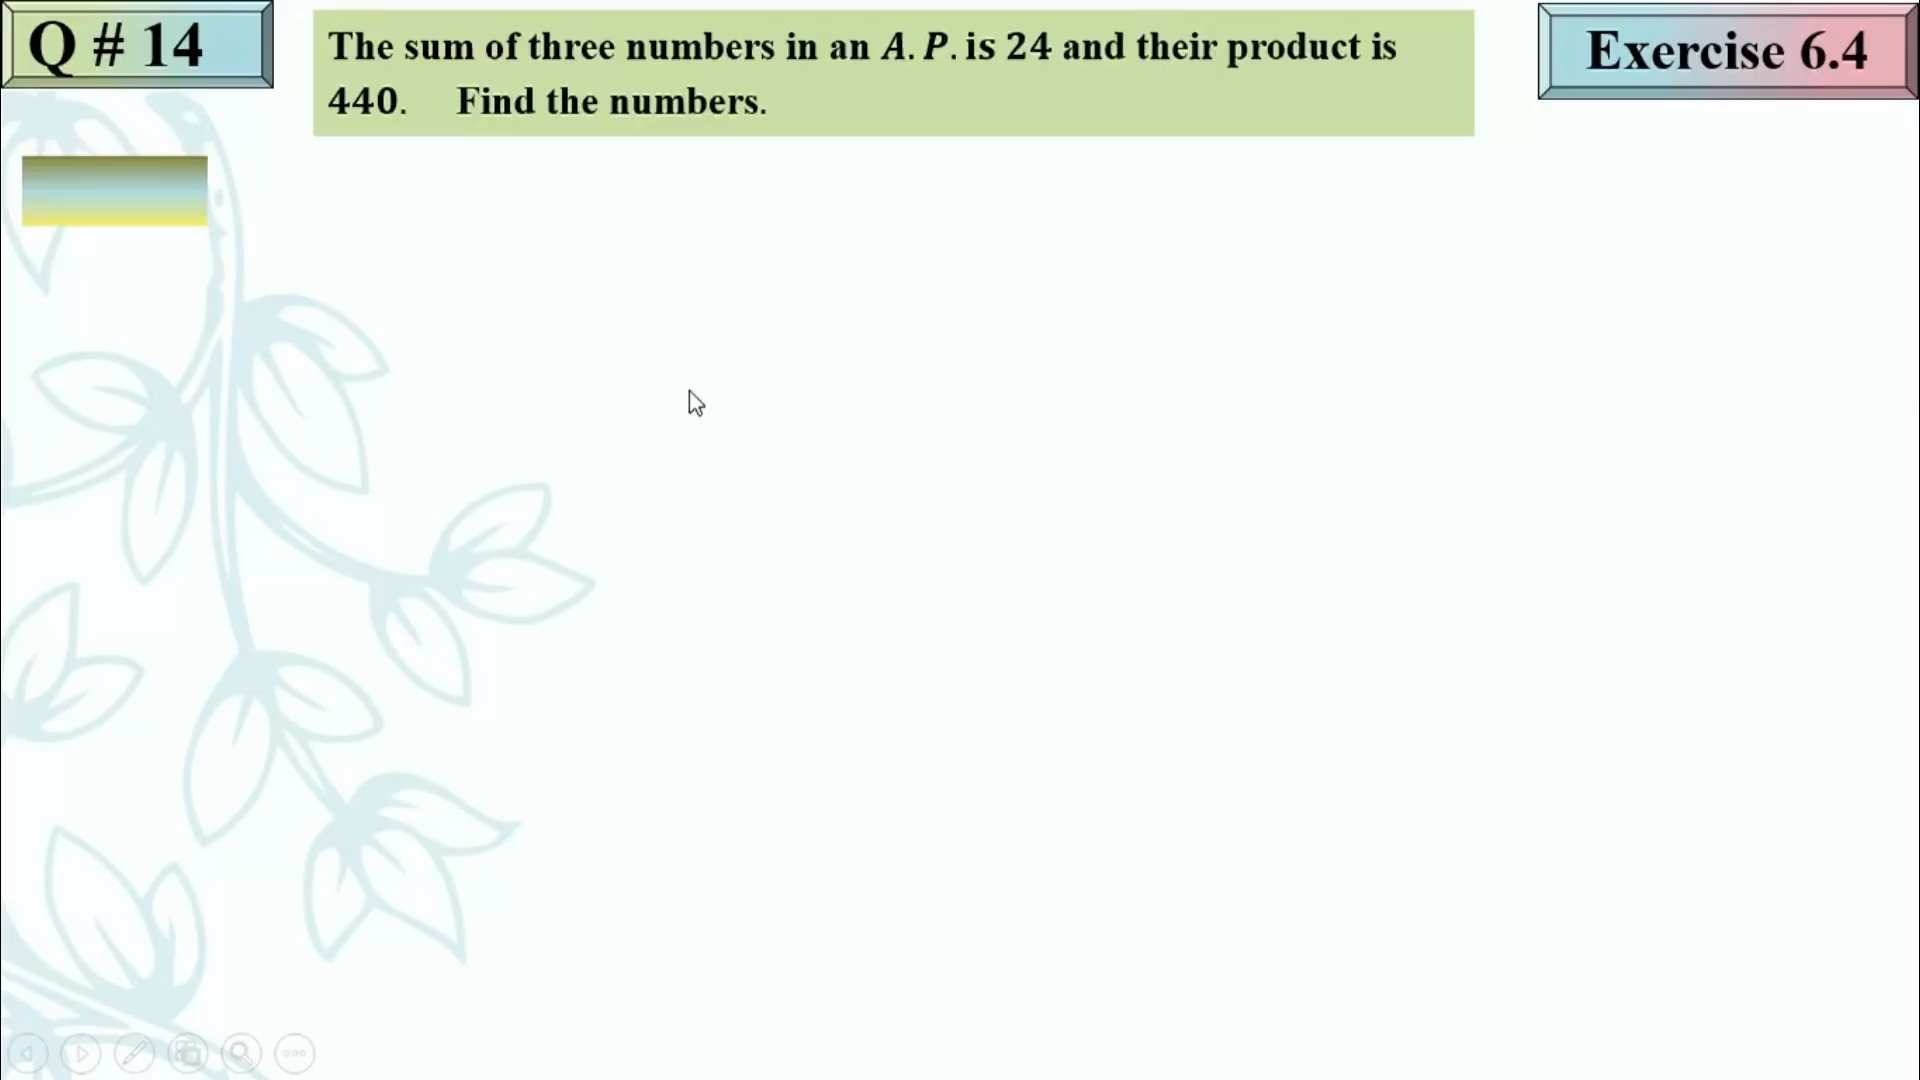 Q # 14
The sum of three numbers in an A. P. is 24 and their product is
440. Find the numbers.
Exercise 6.4